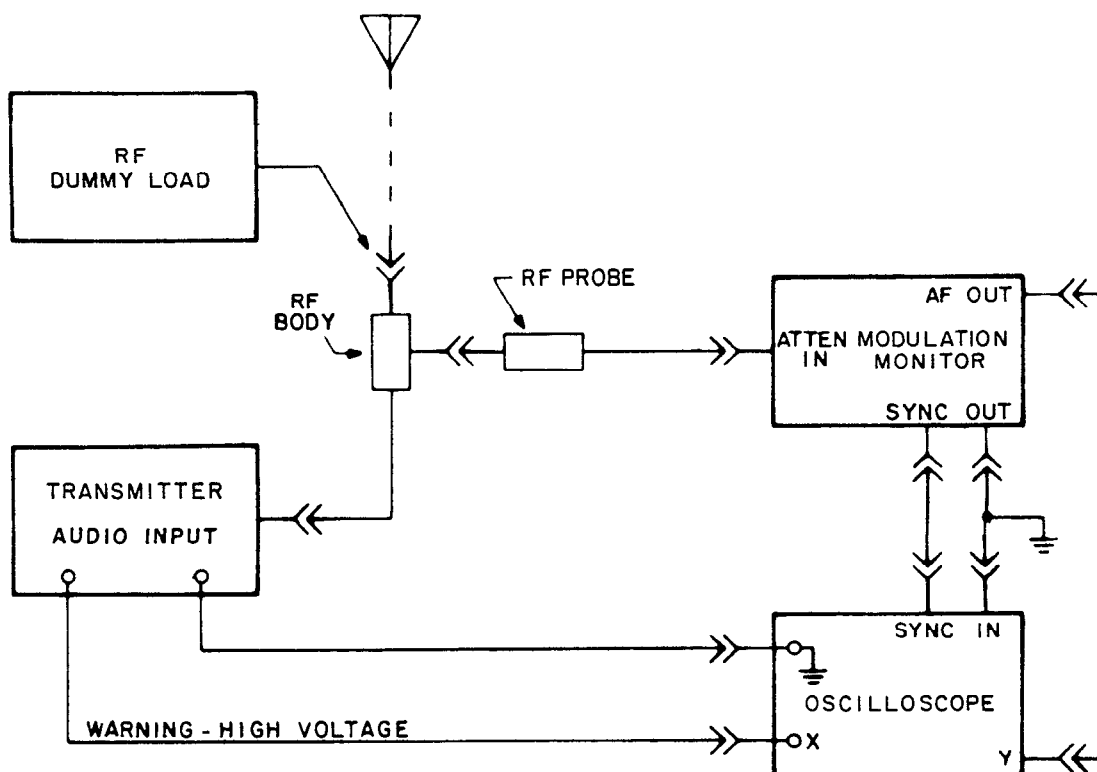 RF
DUMMY LOAD
RF
BODY
RF PROBE
AF OUT
ATTEN MODULATION
IN MONITOR
SYNC OUT
TRANSMITTER
AUDIO INPUT
SYNC IN
OSCILLOSCOPE
WARNING - HIGH VOLTAGE
X
Y